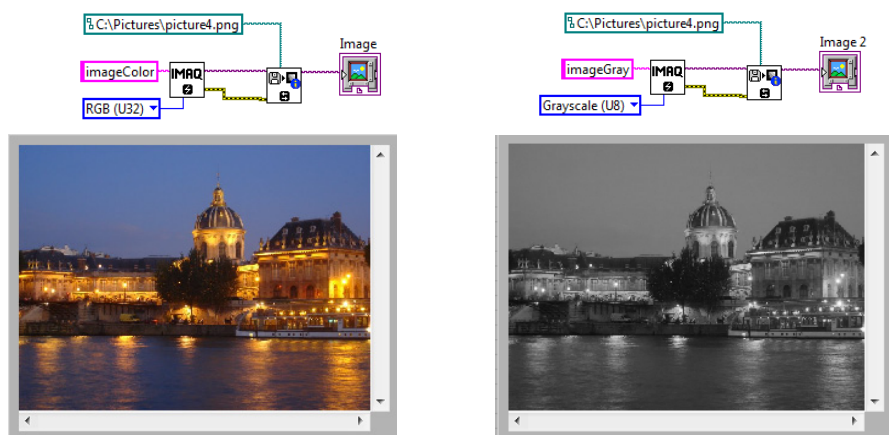 C:\Pictures\picture4.png
Image
imageColor
IMAQ
RGB (U32)
C:\Pictures\picture4.png
Image 2
imageGray
IMAQ
Grayscale (U8)